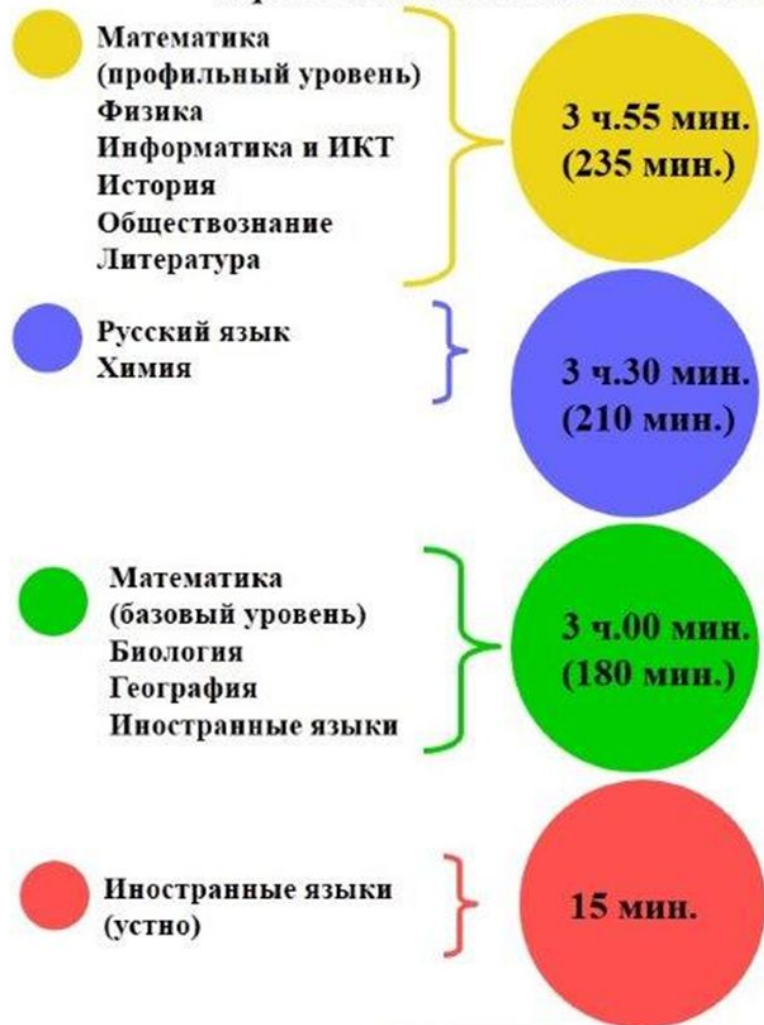 Математика
(профильный уровень)
Физика
Информатика и ИКТ
История
Обществознание
Литература
3 ч.55 мин.
(235 мин.)
Русский язык
Химия
3 ч.30 мин.
(210 мин.)
Математика
(базовый уровень)
Биология
География
Иностранные языки
3 ч.00 мин.
(180 мин.)
Иностранные языки
(устно)
15 мин.